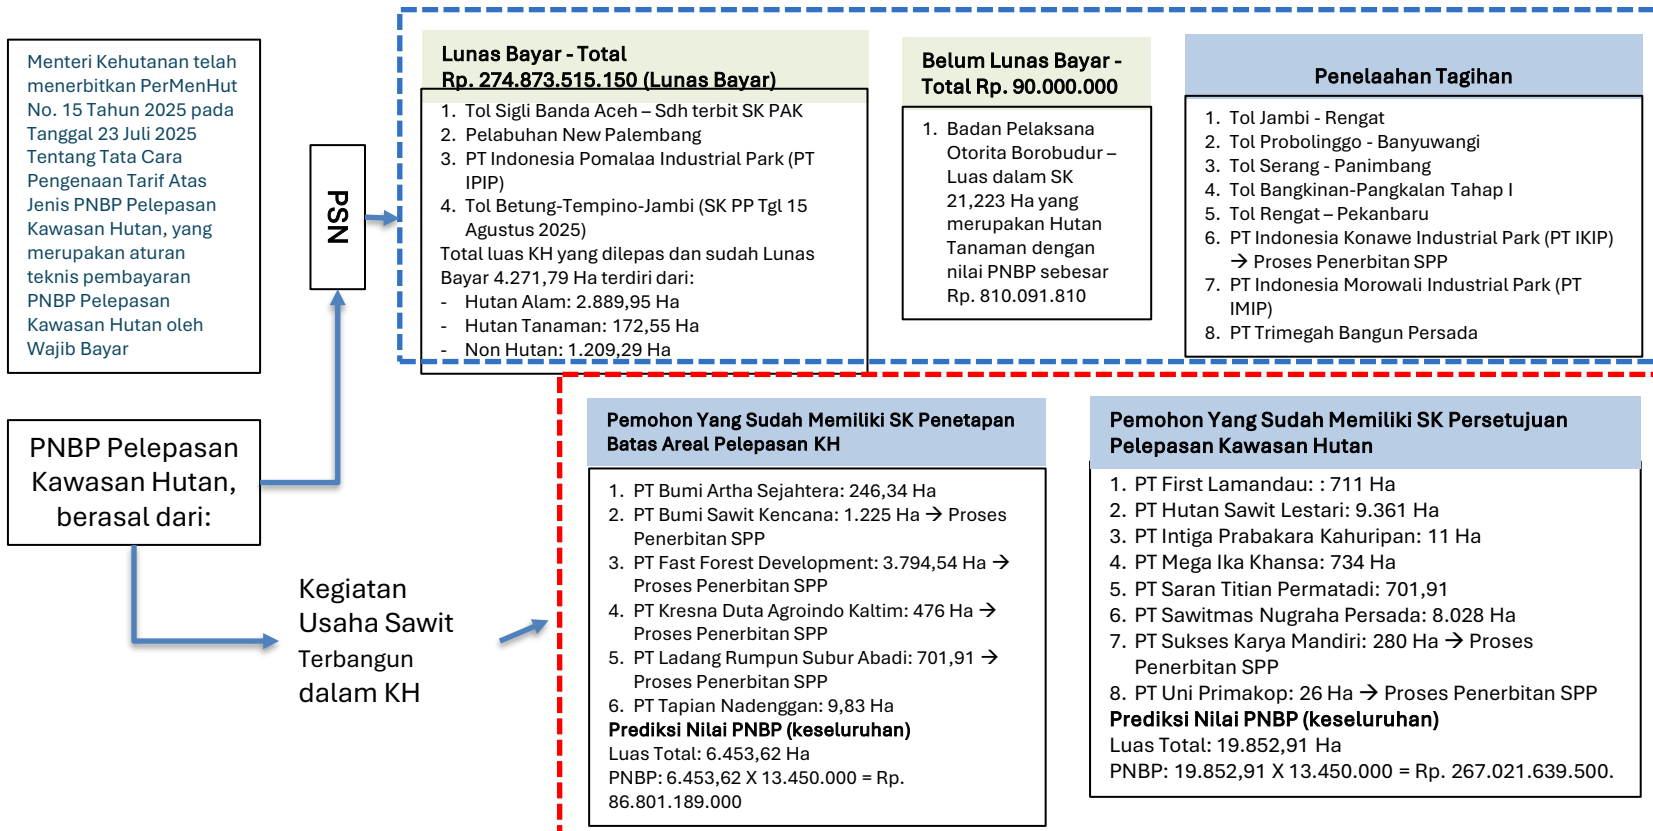 Menteri Kehutanan telah
menerbitkan PerMenHut
No. 15 Tahun 2025 pada
Tanggal 23 Juli 2025
Tentang Tata Cara
Pengenaan Tarif Atas
Jenis PNBP Pelepasan
Kawasan Hutan, yang
merupakan aturan
teknis pembayaran
PNBP Pelepasan
Kawasan Hutan oleh
Wajib Bayar
PNBP Pelepasan
Kawasan Hutan,
berasal dari:
PSN
Lunas Bayar - Total
Rp. 274.873.515.150 (Lunas Bayar)
1. Tol Sigli Banda Aceh – Sdh terbit SK PAK
2. Pelabuhan New Palembang
3. PT Indonesia Pomalaa Industrial Park (PT
IPIP)
4. Tol Betung-Tempino-Jambi (SK PP Tgl 15
Agustus 2025)
Total luas KH yang dilepas dan sudah Lunas
Bayar 4.271,79 Ha terdiri dari:
- Hutan Alam: 2.889,95 Ha
- Hutan Tanaman: 172,55 Ha
- Non Hutan: 1.209,29 Ha
Belum Lunas Bayar -
Total Rp. 90.000.000
1. Badan Pelaksana
Otorita Borobudur –
Luas dalam SK
21,223 Ha yang
merupakan Hutan
Tanaman dengan
nilai PNBP sebesar
Rp. 810.091.810
Penelaahan Tagihan
1. Tol Jambi - Rengat
2. Tol Probolinggo - Banyuwangi
3. Tol Serang - Panimbang
4. Tol Bangkinan-Pangkalan Tahap I
5. Tol Rengat – Pekanbaru
6. PT Indonesia Konawe Industrial Park (PT IKIP)
→ Proses Penerbitan SPP
7. PT Indonesia Morowali Industrial Park (PT
IMIP)
8. PT Trimegah Bangun Persada
Kegiatan
Usaha Sawit
Terbangun
dalam KH
Pemohon Yang Sudah Memiliki SK Penetapan
Batas Areal Pelepasan KH
1. PT Bumi Artha Sejahtera: 246,34 Ha
2. PT Bumi Sawit Kencana: 1.225 Ha → Proses
Penerbitan SPP
3. PT Fast Forest Development: 3.794,54 Ha →
Proses Penerbitan SPP
4. PT Kresna Duta Agroindo Kaltim: 476 Ha →
Proses Penerbitan SPP
5. PT Ladang Rumpun Subur Abadi: 701,91 →
Proses Penerbitan SPP
6. PT Tapian Nadenggan: 9,83 Ha
Prediksi Nilai PNBP (keseluruhan)
Luas Total: 6.453,62 Ha
PNBP: 6.453,62 X 13.450.000 = Rp.
86.801.189.000
Pemohon Yang Sudah Memiliki SK Persetujuan
Pelepasan Kawasan Hutan
1. PT First Lamandau: : 711 Ha
2. PT Hutan Sawit Lestari: 9.361 Ha
3. PT Intiga Prabakara Kahuripan: 11 Ha
4. PT Mega Ika Khansa: 734 Ha
5. PT Saran Titian Permatadi: 701,91
6. PT Sawitmas Nugraha Persada: 8.028 Ha
7. PT Sukses Karya Mandiri: 280 Ha → Proses
Penerbitan SPP
8. PT Uni Primakop: 26 Ha → Proses Penerbitan SPP
Prediksi Nilai PNBP (keseluruhan)
Luas Total: 19.852,91 Ha
PNBP: 19.852,91 X 13.450.000 = Rp. 267.021.639.500.